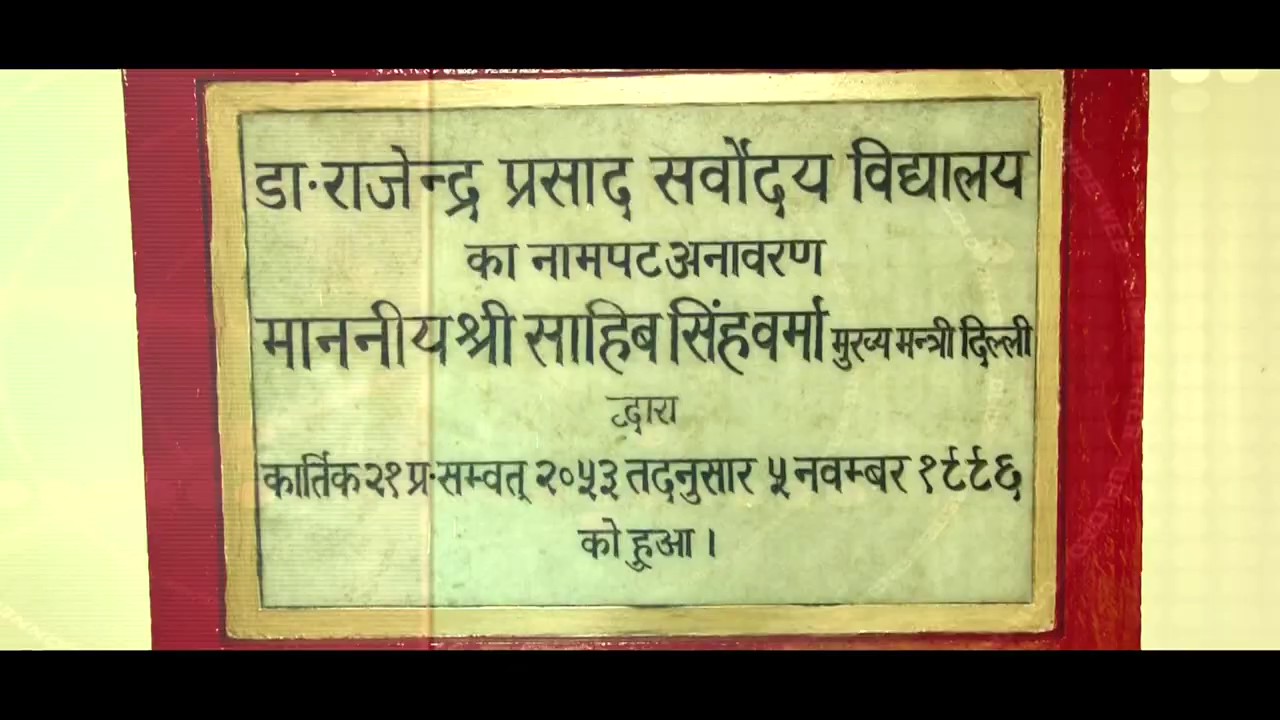 डा॰राजेन्द्र प्रसाद सर्वोदय विद्यालय
का नामपट अनावरण
माननीय श्री साहिब सिंह वर्मा मुख्य मन्त्री दिल्ली
द्वारा
कार्तिक २१ प्र॰सम्वत् २०५३ तदनुसार ५ नवम्बर १९९६
को हुआ।